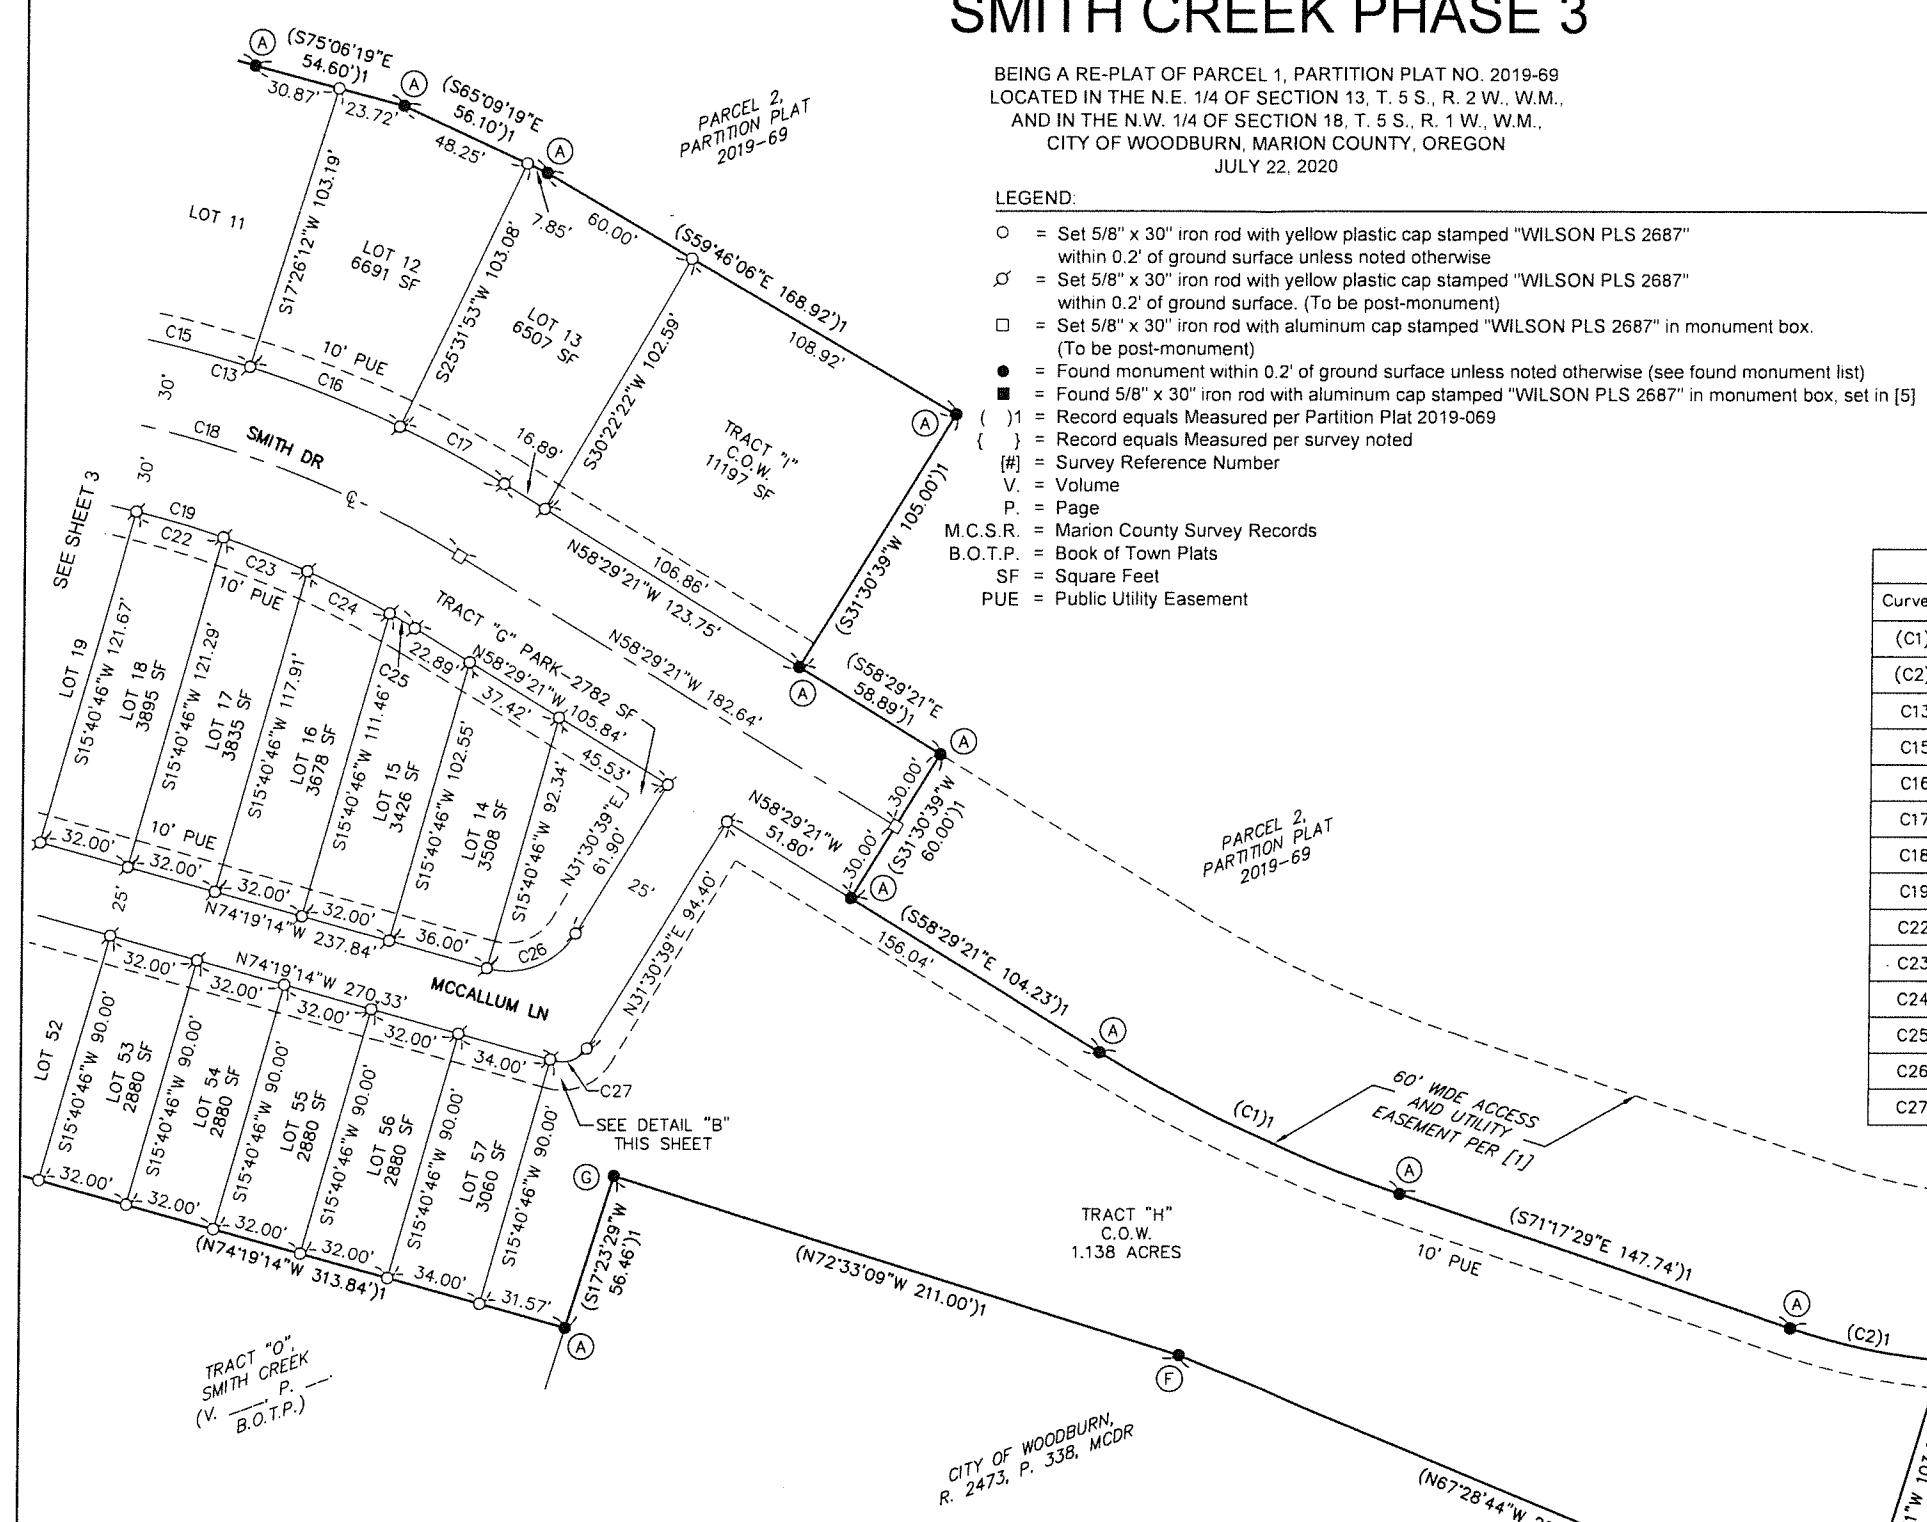 SMITH CREEK PHASE 3
BEING A RE-PLAT OF PARCEL 1, PARTITION PLAT NO. 2019-69
LOCATED IN THE N.E. 1/4 OF SECTION 13, T. 5 S., R. 2 W., W.M.,
AND IN THE N.W. 1/4 OF SECTION 18, T. 5 S., R. 1 W., W.M.,
CITY OF WOODBURN, MARION COUNTY, OREGON
JULY 22, 2020
LEGEND:
= Set 5/8" x 30" iron rod with yellow plastic cap stamped "WILSON PLS 2687"
within 0.2' of ground surface unless noted otherwise
= Set 5/8" x 30" iron rod with yellow plastic cap stamped "WILSON PLS 2687"
within 0.2' of ground surface. (To be post-monument)
= Set 5/8" x 30" iron rod with aluminum cap stamped "WILSON PLS 2687" in monument box.
(To be post-monument)
= Found monument within 0.2' of ground surface unless noted otherwise (see found monument list)
= Found 5/8" x 30" iron rod with aluminum cap stamped "WILSON PLS 2687" in monument box, set in [5]
( )1 = Record equals Measured per Partition Plat 2019-069
{ } = Record equals Measured per survey noted
[#] = Survey Reference Number
V. = Volume
P. = Page
M.C.S.R. = Marion County Survey Records
B.O.T.P. = Book of Town Plats
SF = Square Feet
PUE = Public Utility Easement
A
(S75°06'19"E
54.60')1
30.87'
23.72'
A
(S65°09'19"E
56.10')1
48.25'
A
7.85'
60.00'
PARCEL 2,
PARTITION PLAT
2019-69
(S59°46'06"E 168.92')1
108.92'
A
LOT 11
S17°26'12"W 103.19'
LOT 12
6691 SF
S25°31'53"W 103.08'
LOT 13
6507 SF
S30°22'22"W 102.59'
TRACT "I"
C.O.W.
11197 SF
(S31°30'39"W 105.00')1
C15
C13
10' PUE
C16
C17
16.89'
30'
C18
SMITH DR
30'
℄
106.86'
N58°29'21"W 123.75'
A
SEE SHEET 3
C19
C22
C23
10' PUE
C24
C25
TRACT "G" PARK-2782 SF
22.89'
N58°29'21"W 105.84'
37.42'
45.53'
N58°29'21"W 182.64'
(S58°29'21"E
58.89')1
A
30.00'
30.00'
(S31°30'39"W
60.00')1
A
N58°29'21"W
51.80'
LOT 19
S15°40'46"W 121.67'
LOT 18
3895 SF
S15°40'46"W 121.29'
LOT 17
3835 SF
S15°40'46"W 117.91'
LOT 16
3678 SF
S15°40'46"W 111.46'
LOT 15
3426 SF
S15°40'46"W 102.55'
LOT 14
3508 SF
S15°40'46"W 92.34'
N31°30'39"E
61.90'
25'
N31°30'39"E 94.40'
10' PUE
32.00'
32.00'
32.00'
32.00'
36.00'
C26
N74°19'14"W 237.84'
25'
MCCALLUM LN
N74°19'14"W 270.33'
32.00'
32.00'
32.00'
32.00'
34.00'
C27
SEE DETAIL "B"
THIS SHEET
LOT 52
S15°40'46"W 90.00'
LOT 53
2880 SF
S15°40'46"W 90.00'
LOT 54
2880 SF
S15°40'46"W 90.00'
LOT 55
2880 SF
S15°40'46"W 90.00'
LOT 56
2880 SF
S15°40'46"W 90.00'
LOT 57
3060 SF
S15°40'46"W 90.00'
32.00'
32.00'
32.00'
32.00'
34.00'
31.57'
(N74°19'14"W 313.84')1
A
G
(S17°23'29"W
56.46')1
(N72°33'09"W 211.00')1
F
TRACT "H"
C.O.W.
1.138 ACRES
(S58°29'21"E 104.23')1
156.04'
A
(C1)1
60' WIDE ACCESS
AND UTILITY
EASEMENT PER [1]
A
(S71°17'29"E 147.74')1
10' PUE
A
(C2)1
PARCEL 2,
PARTITION PLAT
2019-69
TRACT "O",
SMITH CREEK
(V. ___, P. ___.
B.O.T.P.)
CITY OF WOODBURN,
R. 2473, P. 338, MCDR
(N67°28'44"W
Curve
(C1)
(C2)
C13
C15
C16
C17
C18
C19
C22
C23
C24
C25
C26
C27